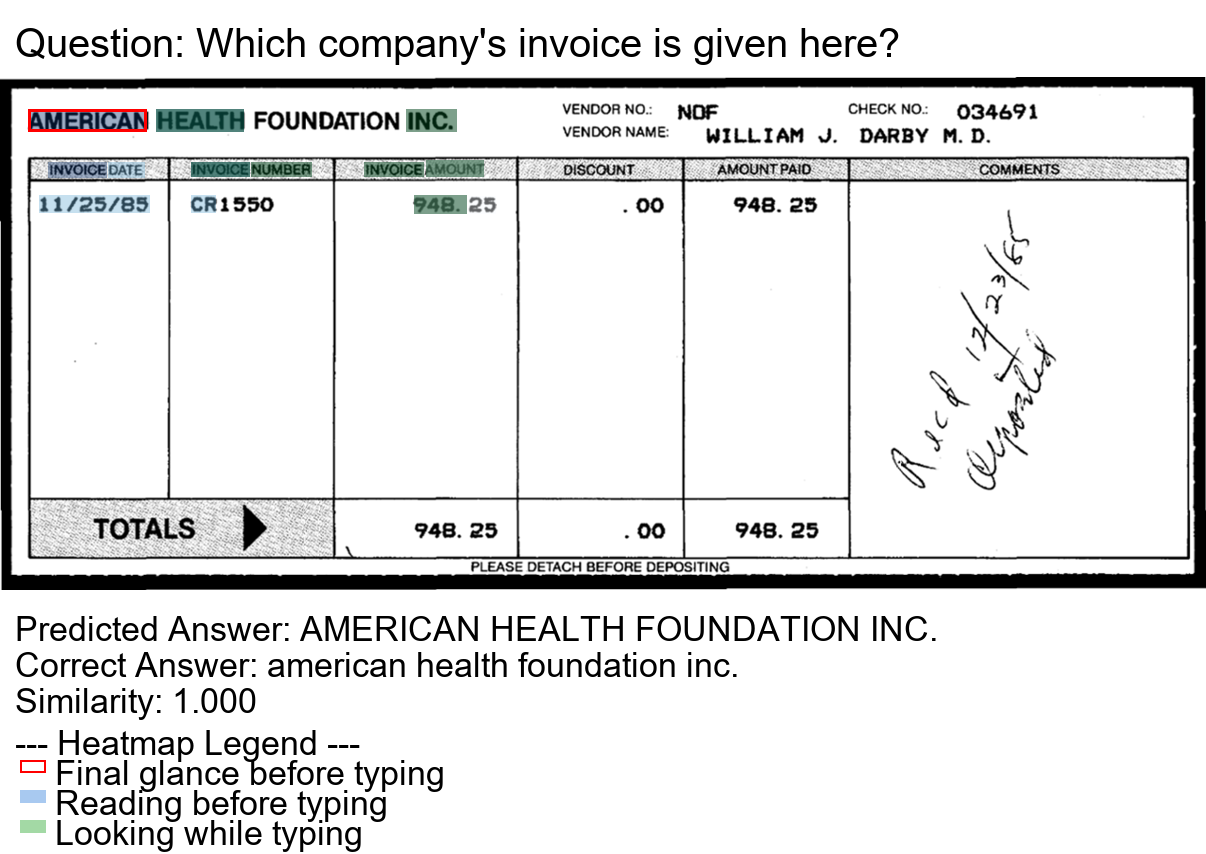 Question: Which company's invoice is given here?
AMERICAN HEALTH FOUNDATION INC.
VENDOR NO.: NDF
CHECK NO.: 034691
VENDOR NAME: WILLIAM J. DARBY M. D.
INVOICE DATE INVOICE NUMBER INVOICE AMOUNT DISCOUNT AMOUNT PAID COMMENTS
11/25/85 CR1550 948. 25 . 00 948. 25
Recd 12/23/85
deposited
TOTALS 948. 25 . 00 948. 25
PLEASE DETACH BEFORE DEPOSITING
Predicted Answer: AMERICAN HEALTH FOUNDATION INC.
Correct Answer: american health foundation inc.
Similarity: 1.000
--- Heatmap Legend ---
Final glance before typing
Reading before typing
Looking while typing